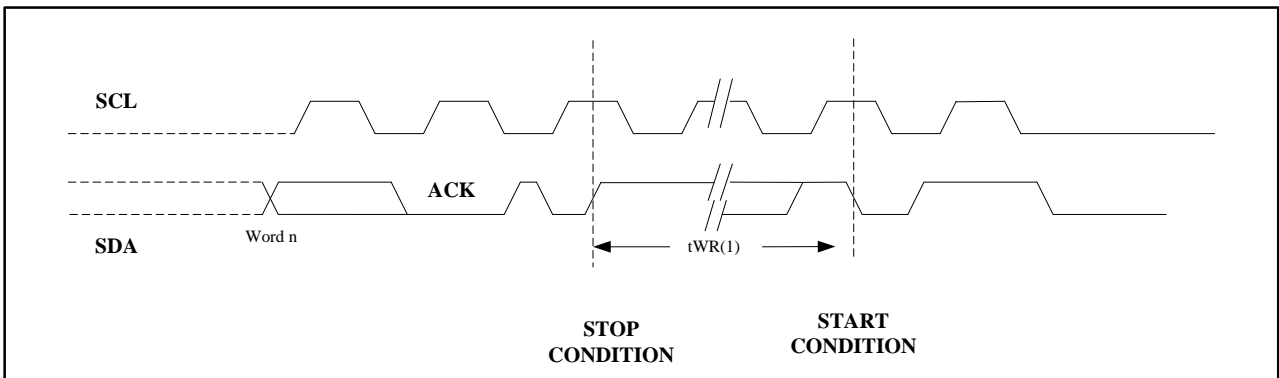 SCL
ACK
Word n
SDA
tWR(1)
STOP
CONDITION
START
CONDITION